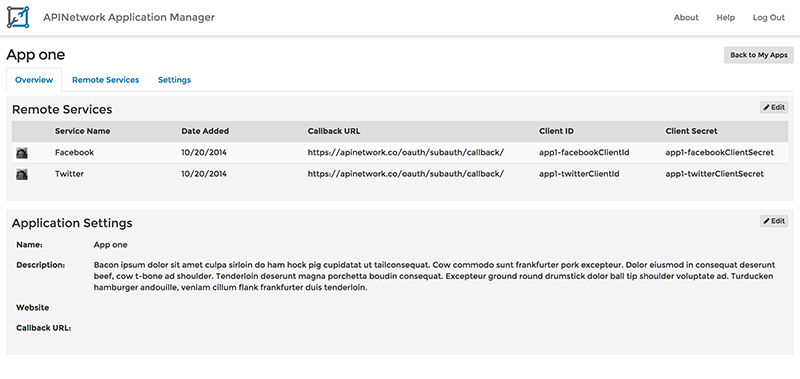 APINetwork Application Manager
About Help Log Out
App one
Back to My Apps
Overview Remote Services Settings
Remote Services
Edit
Service Name Date Added Callback URL Client ID Client Secret
Facebook 10/20/2014 https://apinetwork.co/oauth/subauth/callback/ app1-facebookClientId app1-facebookClientSecret
Twitter 10/20/2014 https://apinetwork.co/oauth/subauth/callback/ app1-twitterClientId app1-twitterClientSecret
Application Settings
Edit
Name: App one
Description: Bacon ipsum dolor sit amet culpa sirloin do ham hock pig cupidatat ut tailconsequat. Cow commodo sunt frankfurter pork excepteur. Dolor eiusmod in consequat deserunt
beef, cow t-bone ad shoulder. Tenderloin deserunt magna porchetta boudin consequat. Excepteur ground round drumstick dolor ball tip shoulder voluptate ad. Turducken
hamburger andouille, veniam cillum flank frankfurter duis tenderloin.
Website
Callback URL: